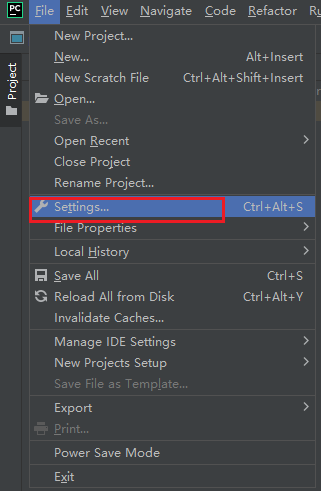 PC File Edit View Navigate Code Refactor Ru
Project
New Project...
New... Alt+Insert
New Scratch File Ctrl+Alt+Shift+Insert
Open...
Save As...
Open Recent
Close Project
Rename Project...
Settings... Ctrl+Alt+S
File Properties
Local History
Save All Ctrl+S
Reload All from Disk Ctrl+Alt+Y
Invalidate Caches...
Manage IDE Settings
New Projects Setup
Save File as Template...
Export
Print...
Power Save Mode
Exit